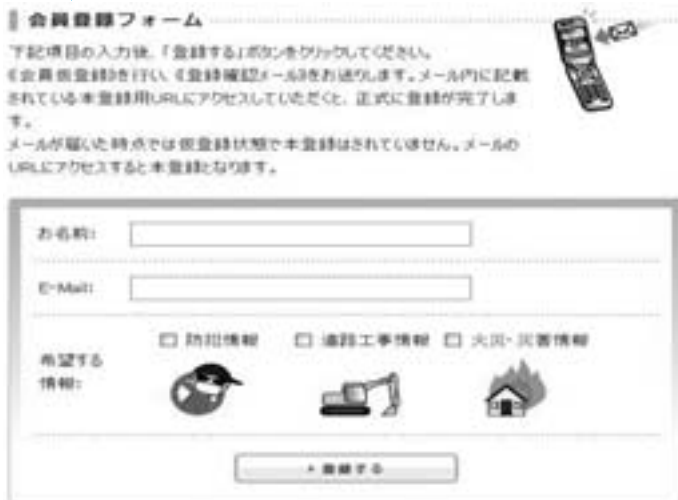 会員登録フォーム
下記項目の入力後、「登録する」ボタンをクリックしてください。
《会員仮登録》を行い、《登録確認メール》をお送りします。メール内に記載
されている本登録用URLにアクセスしていただくと、正式に登録が完了しま
す。
メールが届いた時点では仮登録状態で本登録はされていません。メールの
URLにアクセスすると本登録となります。
お名前:
E-Mail:
希望する
情報:
防犯情報 道路工事情報 火災・災害情報
登録する